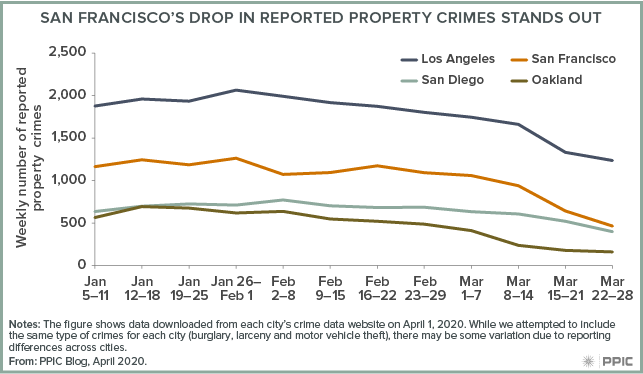 SAN FRANCISCO'S DROP IN REPORTED PROPERTY CRIMES STANDS OUT
Weekly number of reported
property crimes
2,500
2,000
1,500
1,000
500
0
Los Angeles
San Francisco
San Diego
Oakland
Jan
5–11
Jan
12–18
Jan
19–25
Jan 26–
Feb 1
Feb
2–8
Feb
9–15
Feb
16–22
Feb
23–29
Mar
1–7
Mar
8–14
Mar
15–21
Mar
22–28
Notes: The figure shows data downloaded from each city's crime data website on April 1, 2020. While we attempted to include
the same type of crimes for each city (burglary, larceny and motor vehicle theft), there may be some variation due to reporting
differences across cities.
From: PPIC Blog, April 2020.
PPIC